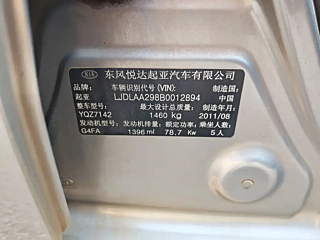 KIA 东风悦达起亚汽车有限公司
品牌: 车辆识别代号(VIN): 制造国:
起亚 LJDLAA298B0012894 中国
整车型号: 最大设计总质量: 制造年月:
YQZ7142 1460 kg 2011/08
发动机型号: 发动机排量: 额定功率: 乘坐人数:
G4FA 1396 ml 78.7 Kw 5人